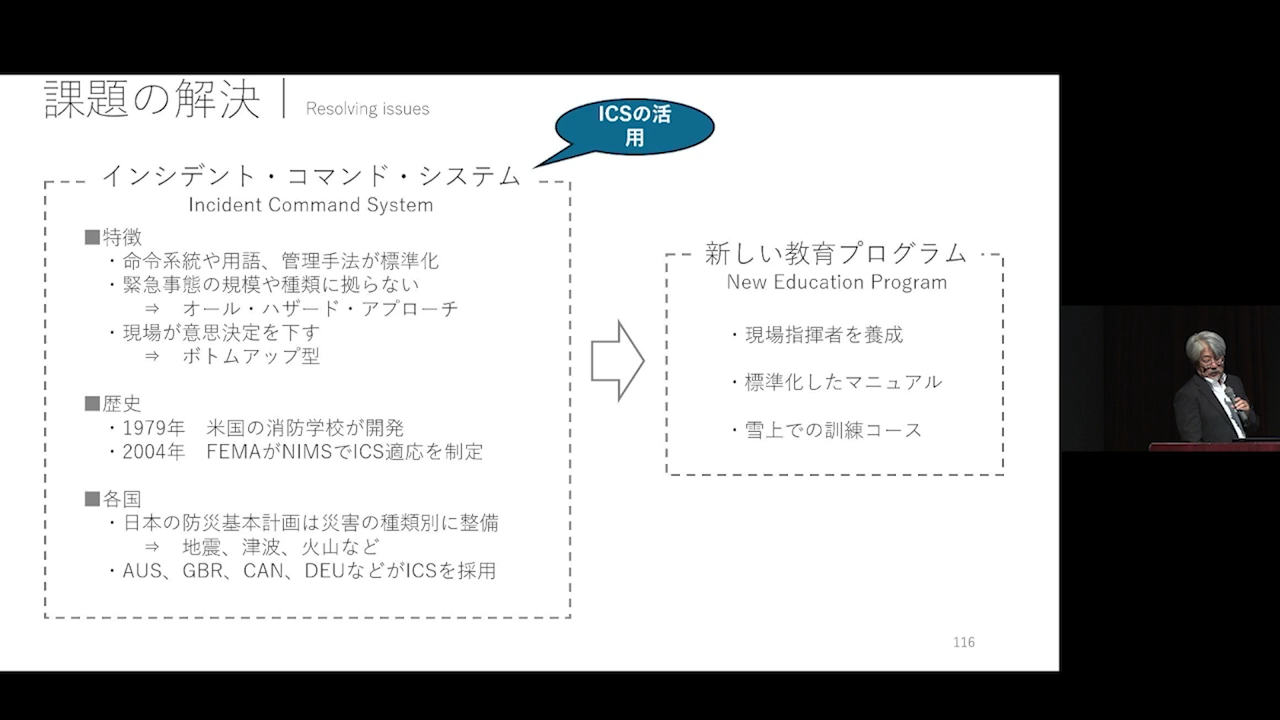 課題の解決 | Resolving issues
ICSの活
用
インシデント・コマンド・システム
Incident Command System
■特徴
・命令系統や用語、管理手法が標準化
・緊急事態の規模や種類に拠らない
⇒ オール・ハザード・アプローチ
・現場が意思決定を下す
⇒ ボトムアップ型
■歴史
・1979年 米国の消防学校が開発
・2004年 FEMAがNIMSでICS適応を制定
■各国
・日本の防災基本計画は災害の種類別に整備
⇒ 地震、津波、火山など
・AUS、GBR、CAN、DEUなどがICSを採用
新しい教育プログラム
New Education Program
・現場指揮者を養成
・標準化したマニュアル
・雪上での訓練コース
116